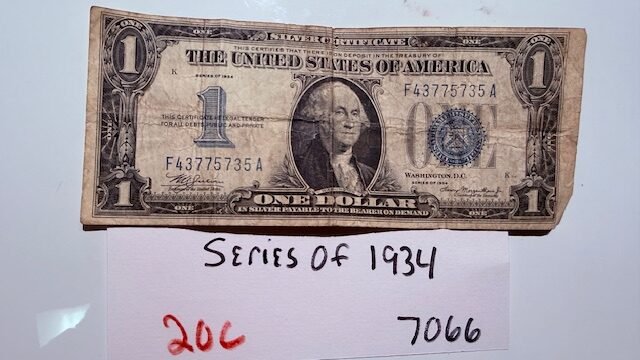 ONE SILVER CERTIFICATE ONE
THIS CERTIFIES THAT THERE IS ON DEPOSIT IN THE TREASURY OF
THE UNITED STATES OF AMERICA
K SERIES OF 1934
F43775735A
1 1
1
THIS CERTIFICATE IS LEGAL TENDER
FOR ALL DEBTS PUBLIC AND PRIVATE
ONE
F43775735A
WASHINGTON, D.C. K
SERIES OF 1934
1 1
ONE ONE DOLLAR ONE
IN SILVER PAYABLE TO THE BEARER ON DEMAND
Series Of 1934
206 7066